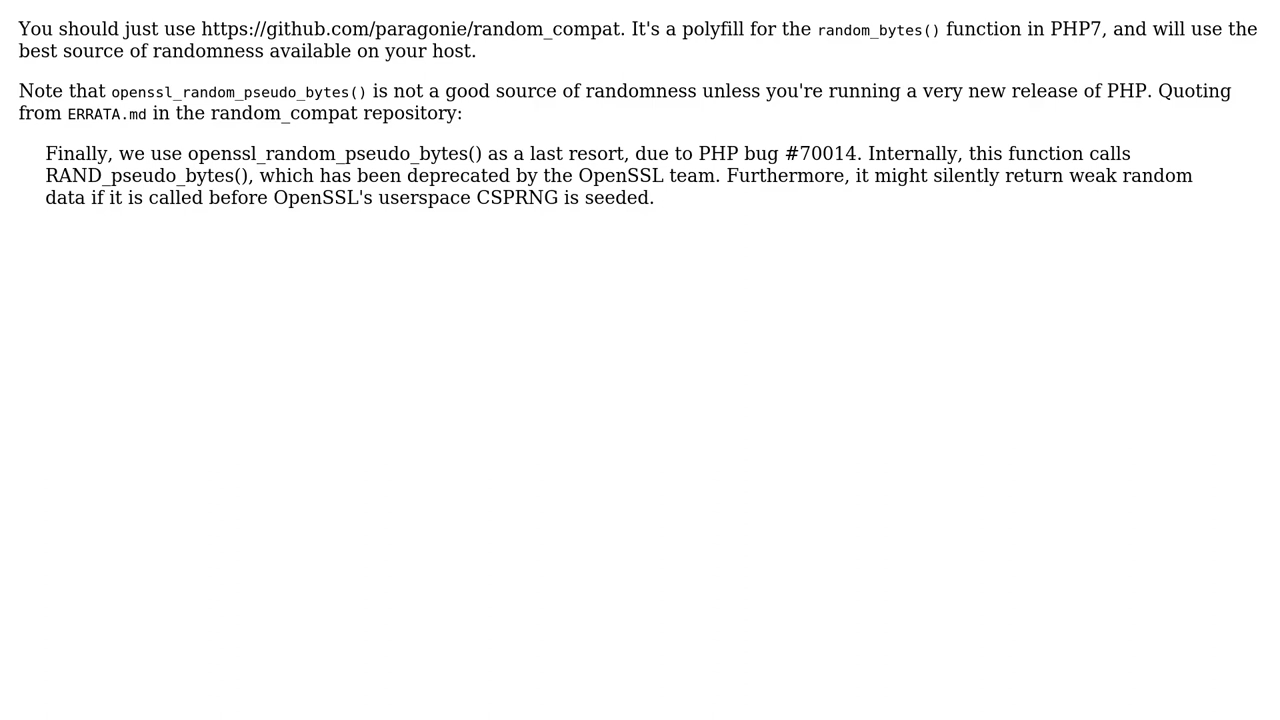 You should just use https://github.com/paragonie/random_compat. It's a polyfill for the random_bytes() function in PHP7, and will use the
best source of randomness available on your host.
Note that openssl_random_pseudo_bytes() is not a good source of randomness unless you're running a very new release of PHP. Quoting
from ERRATA.md in the random_compat repository:
Finally, we use openssl_random_pseudo_bytes() as a last resort, due to PHP bug #70014. Internally, this function calls
RAND_pseudo_bytes(), which has been deprecated by the OpenSSL team. Furthermore, it might silently return weak random
data if it is called before OpenSSL's userspace CSPRNG is seeded.